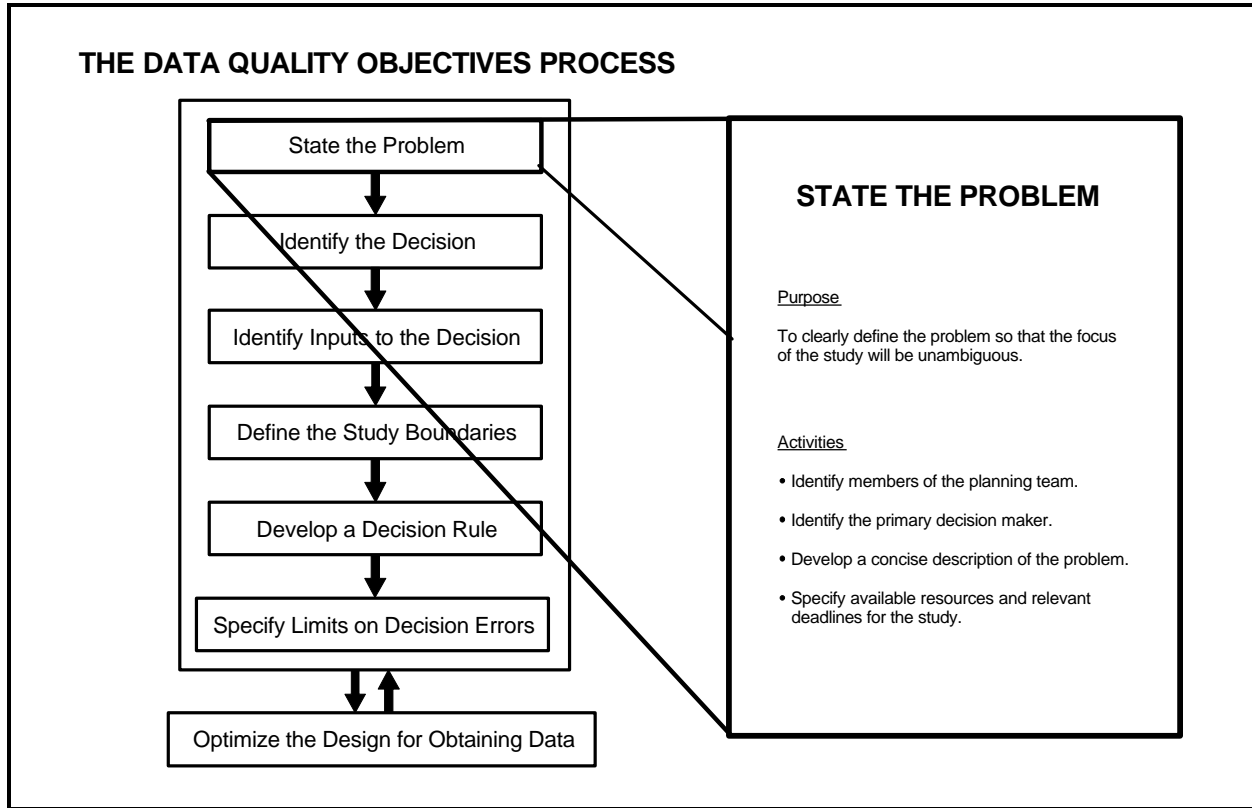 THE DATA QUALITY OBJECTIVES PROCESS
State the Problem
Identify the Decision
Identify Inputs to the Decision
Define the Study Boundaries
Develop a Decision Rule
Specify Limits on Decision Errors
Optimize the Design for Obtaining Data
STATE THE PROBLEM
Purpose
To clearly define the problem so that the focus
of the study will be unambiguous.
Activities
• Identify members of the planning team.
• Identify the primary decision maker.
• Develop a concise description of the problem.
• Specify available resources and relevant
deadlines for the study.